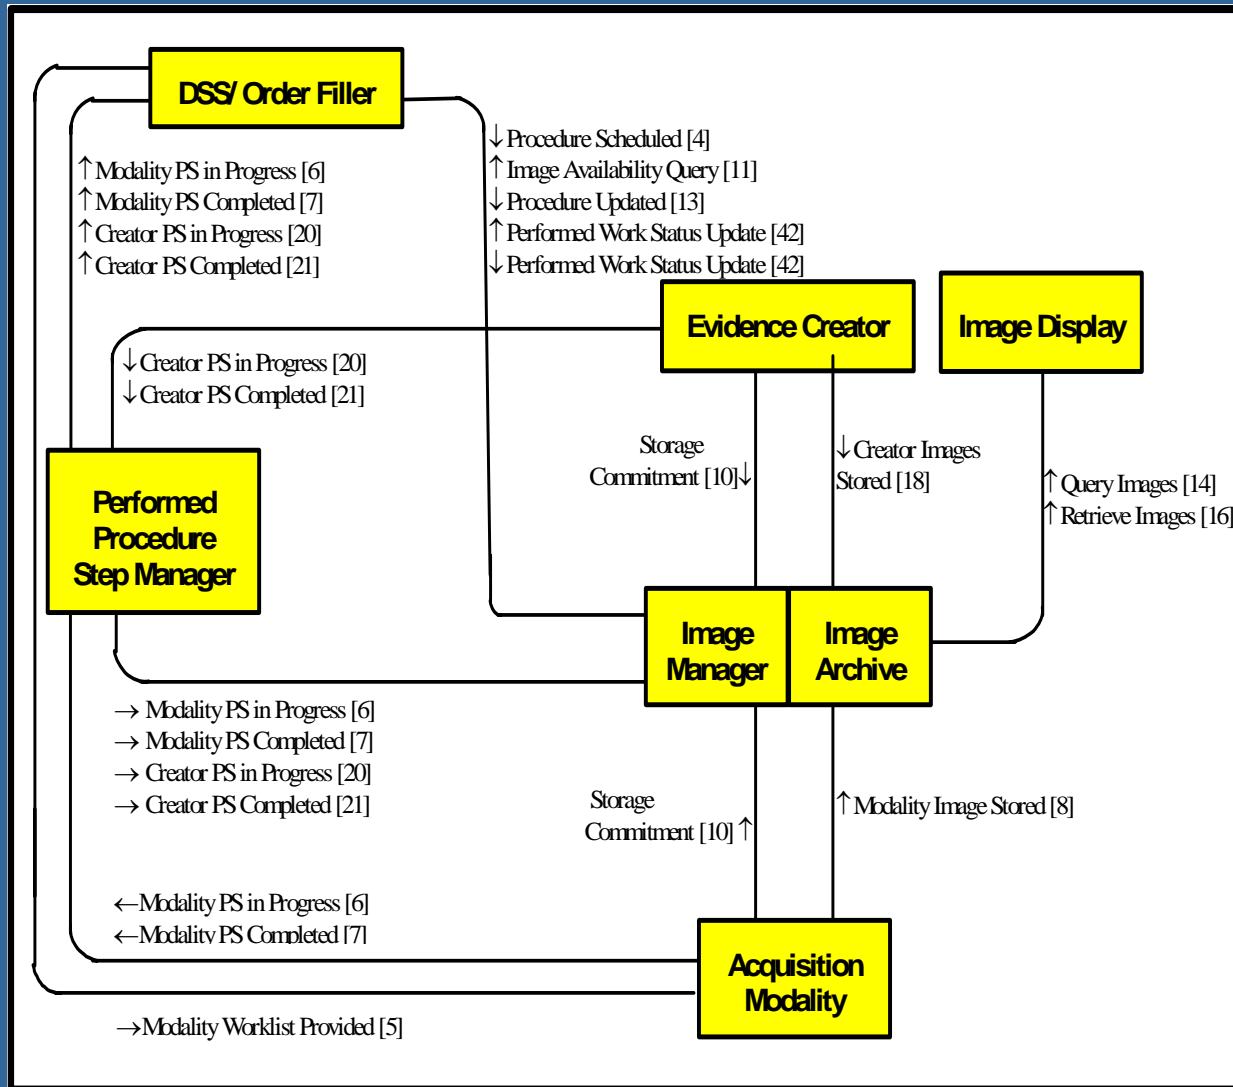 DSS/ Order Filler
↓Procedure Scheduled [4]
↑Image Availability Query [11]
↓Procedure Updated [13]
↑Performed Work Status Update [42]
↓Performed Work Status Update [42]
↑Modality PS in Progress [6]
↑Modality PS Completed [7]
↑Creator PS in Progress [20]
↑Creator PS Completed [21]
Evidence Creator
Image Display
↓Creator PS in Progress [20]
↓Creator PS Completed [21]
Storage
Commitment [10]↓
↓Creator Images
Stored [18]
↑Query Images [14]
↑Retrieve Images [16]
Performed
Procedure
Step Manager
Image
Manager
Image
Archive
→ Modality PS in Progress [6]
→ Modality PS Completed [7]
→ Creator PS in Progress [20]
→ Creator PS Completed [21]
Storage
Commitment [10] ↑
↑Modality Image Stored [8]
←Modality PS in Progress [6]
←Modality PS Completed [7]
Acquisition
Modality
→Modality Worklist Provided [5]